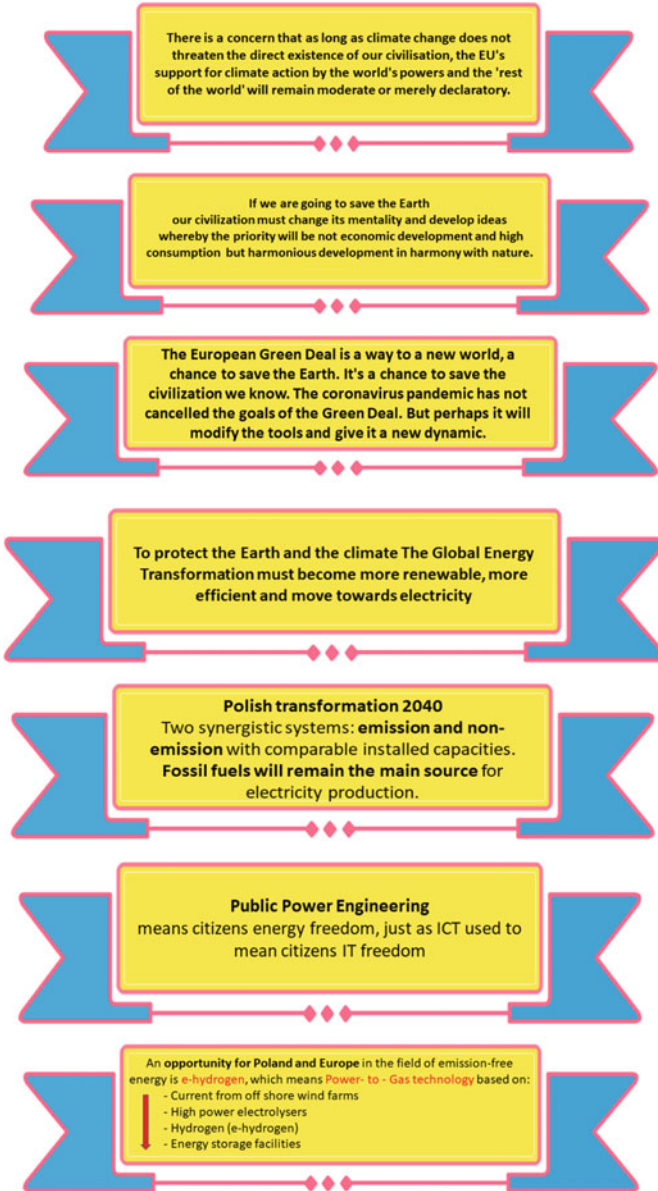 There is a concern that as long as climate change does not
threaten the direct existence of our civilisation, the EU's
support for climate action by the world's powers and the 'rest
of the world' will remain moderate or merely declaratory.
If we are going to save the Earth
our civilization must change its mentality and develop ideas
whereby the priority will be not economic development and high
consumption but harmonious development in harmony with nature.
The European Green Deal is a way to a new world, a
chance to save the Earth. It's a chance to save the
civilization we know. The coronavirus pandemic has not
cancelled the goals of the Green Deal. But perhaps it will
modify the tools and give it a new dynamic.
To protect the Earth and the climate The Global Energy
Transformation must become more renewable, more
efficient and move towards electricity
Polish transformation 2040
Two synergistic systems: emission and non-
emission with comparable installed capacities.
Fossil fuels will remain the main source for
electricity production.
Public Power Engineering
means citizens energy freedom, just as ICT used to
mean citizens IT freedom
An opportunity for Poland and Europe in the field of emission-free
energy is e-hydrogen, which means Power- to - Gas technology based on:
- Current from off shore wind farms
- High power electrolysers
- Hydrogen (e-hydrogen)
- Energy storage facilities